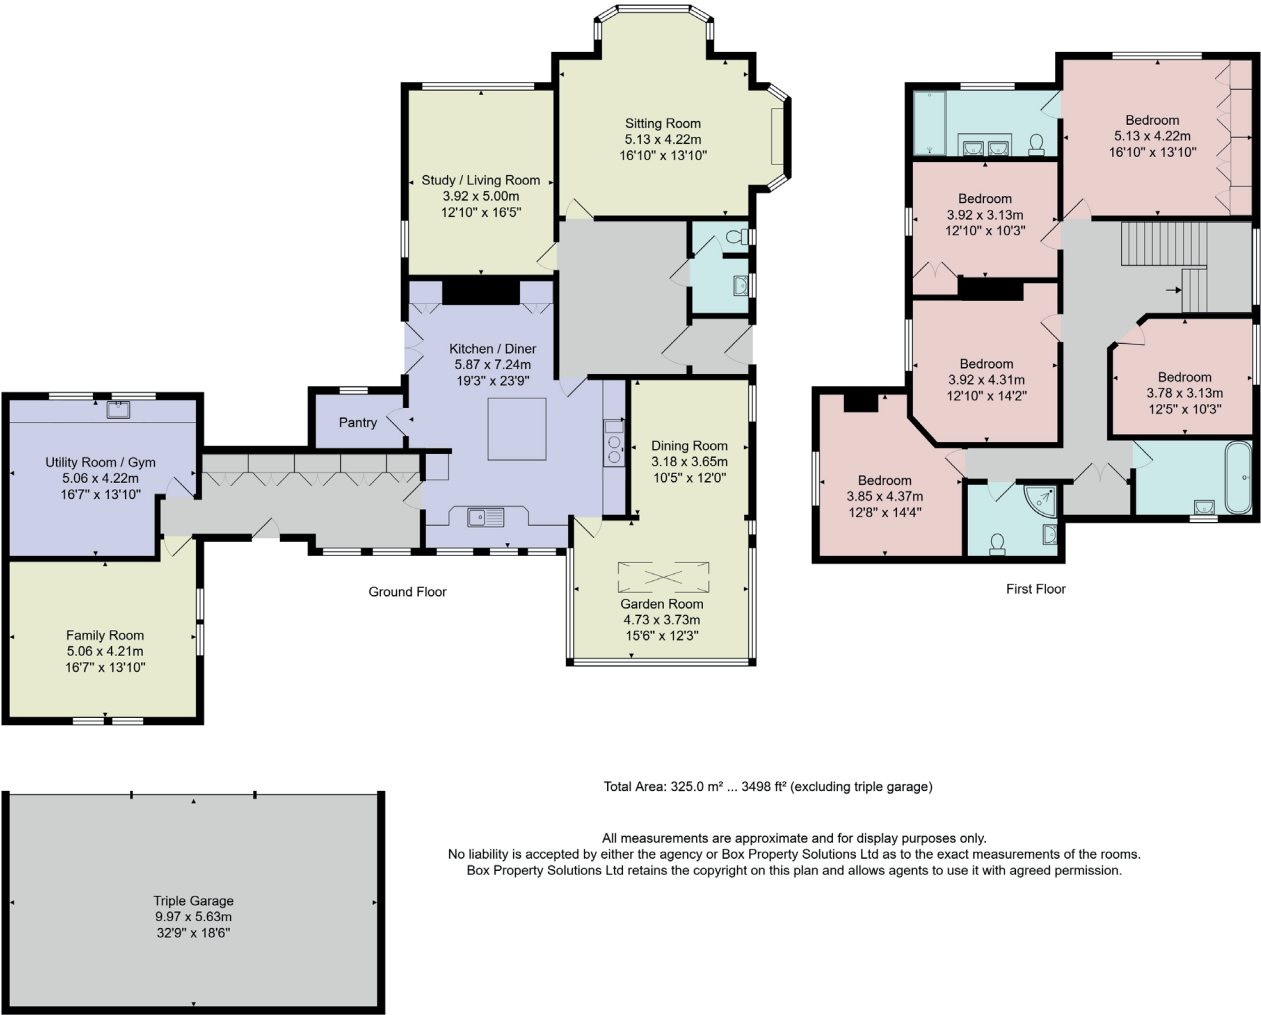 Sitting Room
5.13 x 4.22m
16'10" x 13'10"
Study / Living Room
3.92 x 5.00m
12'10" x 16'5"
Kitchen / Diner
5.87 x 7.24m
19'3" x 23'9"
Pantry
Utility Room / Gym
5.06 x 4.22m
16'7" x 13'10"
Dining Room
3.18 x 3.65m
10'5" x 12'0"
Garden Room
4.73 x 3.73m
15'6" x 12'3"
Family Room
5.06 x 4.21m
16'7" x 13'10"
Ground Floor
Bedroom
5.13 x 4.22m
16'10" x 13'10"
Bedroom
3.92 x 3.13m
12'10" x 10'3"
Bedroom
3.92 x 4.31m
12'10" x 14'2"
Bedroom
3.78 x 3.13m
12'5" x 10'3"
Bedroom
3.85 x 4.37m
12'8" x 14'4"
First Floor
Triple Garage
9.97 x 5.63m
32'9" x 18'6"
Total Area: 325.0 m² ... 3498 ft² (excluding triple garage)
All measurements are approximate and for display purposes only.
No liability is accepted by either the agency or Box Property Solutions Ltd as to the exact measurements of the rooms.
Box Property Solutions Ltd retains the copyright on this plan and allows agents to use it with agreed permission.